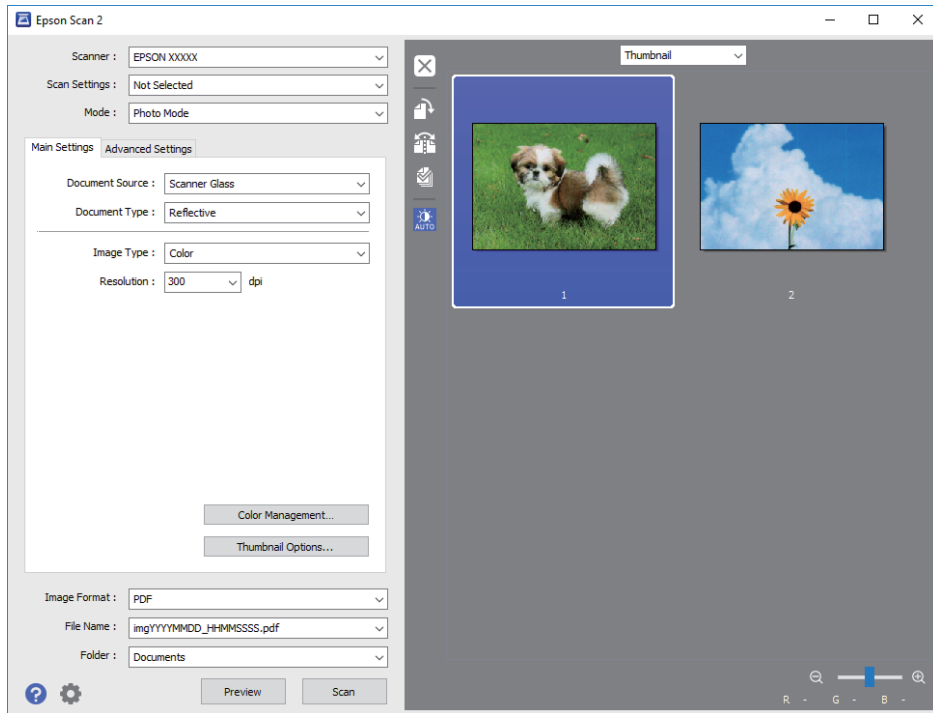 Epson Scan 2
Scanner : EPSON XXXXX
Scan Settings : Not Selected
Mode : Photo Mode
Main Settings Advanced Settings
Document Source : Scanner Glass
Document Type : Reflective
Image Type : Color
Resolution : 300 dpi
Color Management...
Thumbnail Options...
Image Format : PDF
File Name : imgYYYYMMDD_HHMMSSSS.pdf
Folder : Documents
? Preview Scan
Thumbnail
AUTO
1 2
R - G - B -